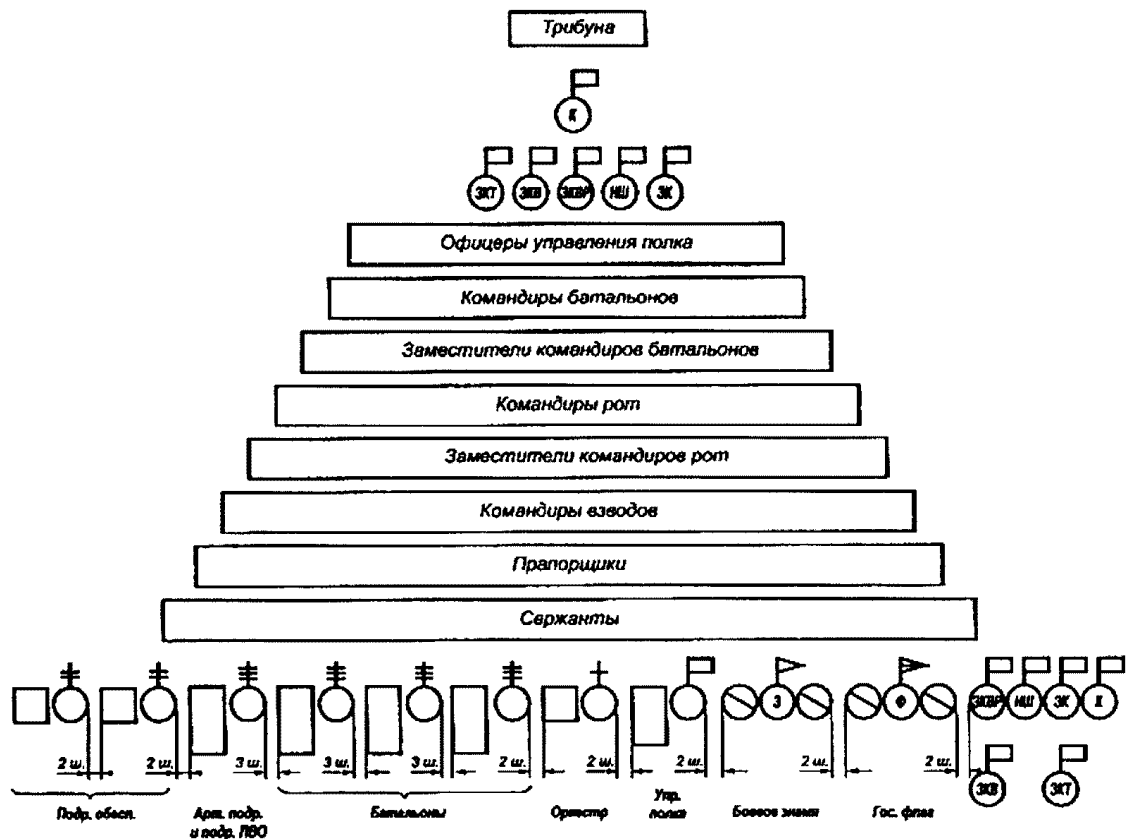 Трибуна
К
ЗКТ ЗКВ ЗКВР НШ ЗК
Офицеры управления полка
Командиры батальонов
Заместители командиров батальонов
Командиры рот
Заместители командиров рот
Командиры взводов
Прапорщики
Сержанты
З Ф ЗКВР НШ ЗК К
2 ш. 2 ш. 3 ш. 3 ш. 3 ш. 2 ш. 2 ш. 2 ш. 2 ш. 2 ш.
ЗКВ ЗКТ
Подр. обесп. Арт. подр. Батальоны Оркестр Упр. Боевое знамя Гос. флаг
и подр. ПВО полка